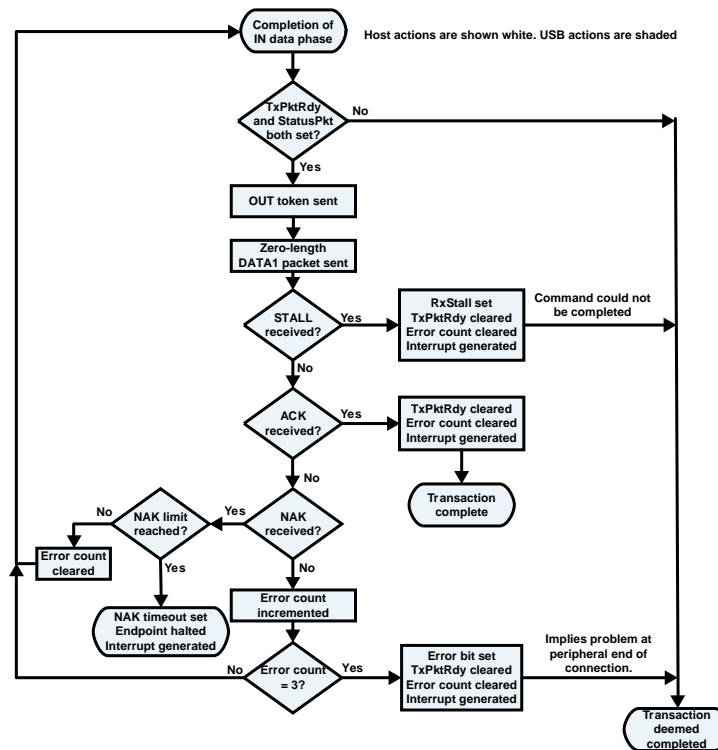 Completion of
IN data phase
Host actions are shown white. USB actions are shaded
TxPktRdy
and StatusPkt
both set?
No
Yes
OUT token sent
Zero-length
DATA1 packet sent
STALL
received?
Yes
RxStall set
TxPktRdy cleared
Error count cleared
Interrupt generated
Command could not
be completed
No
ACK
received?
Yes
TxPktRdy cleared
Error count cleared
Interrupt generated
No
Transaction
complete
NAK
received?
Yes
NAK limit
reached?
No
Error count
cleared
Yes
NAK timeout set
Endpoint halted
Interrupt generated
No
Error count
incremented
Error count
= 3?
No
Yes
Error bit set
TxPktRdy cleared
Error count cleared
Interrupt generated
Implies problem at
peripheral end of
connection.
Transaction
deemed
completed